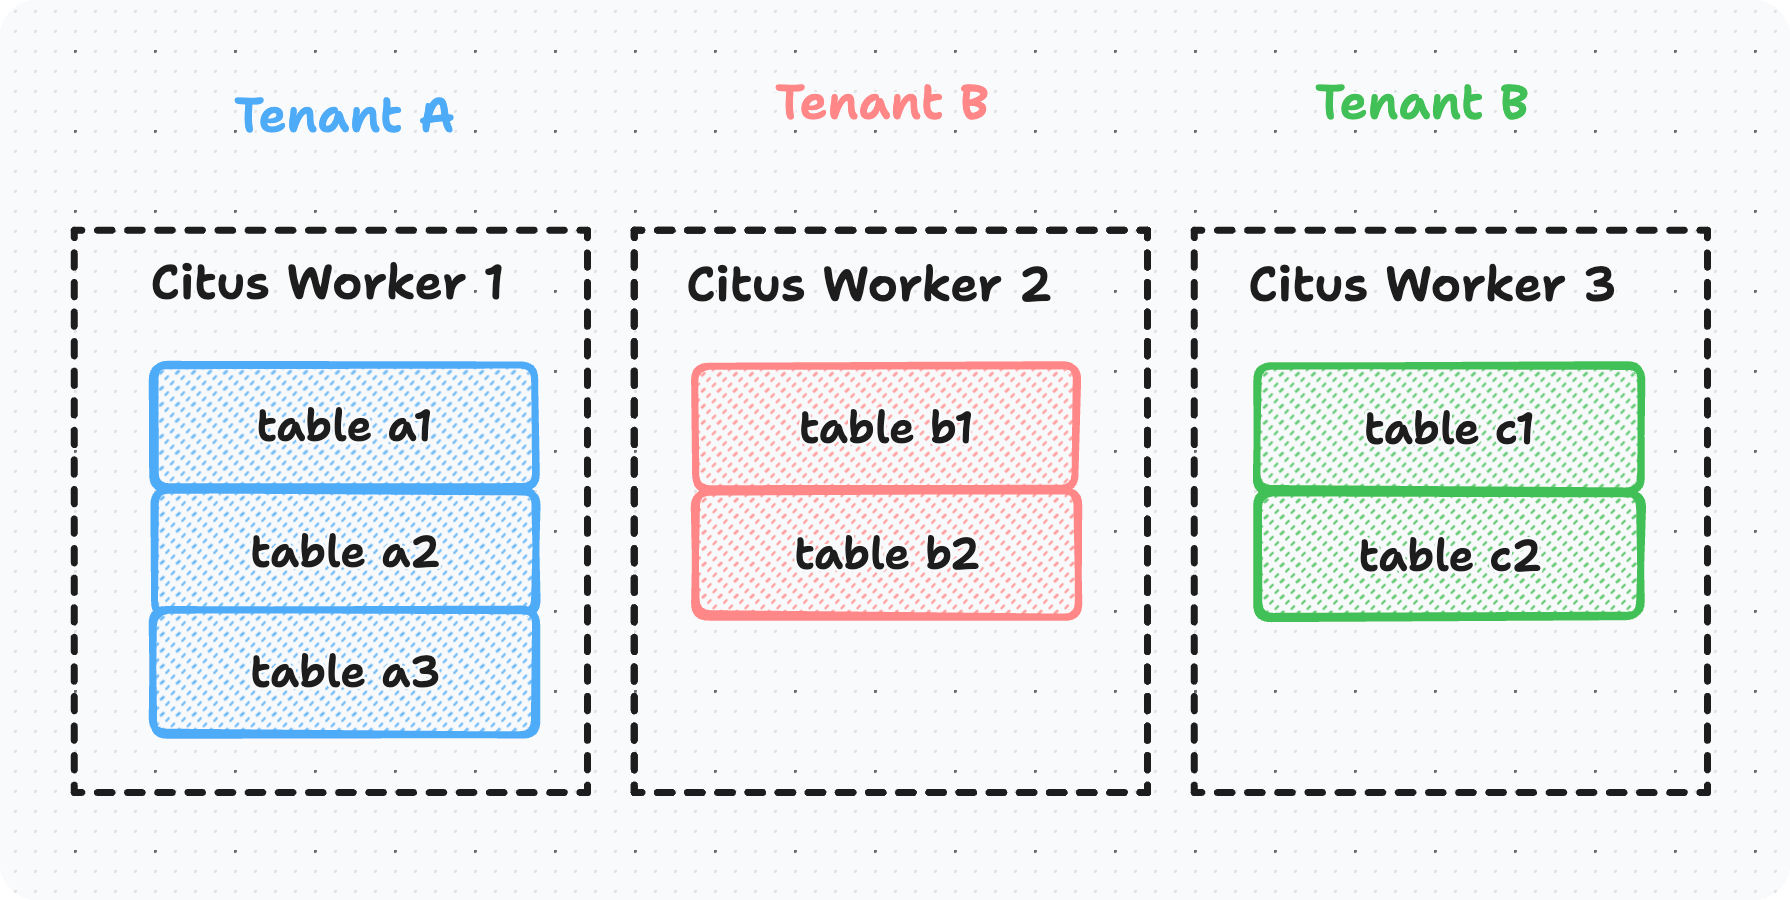 Tenant A
Tenant B
Tenant B
Citus Worker 1
table a1
table a2
table a3
Citus Worker 2
table b1
table b2
Citus Worker 3
table c1
table c2